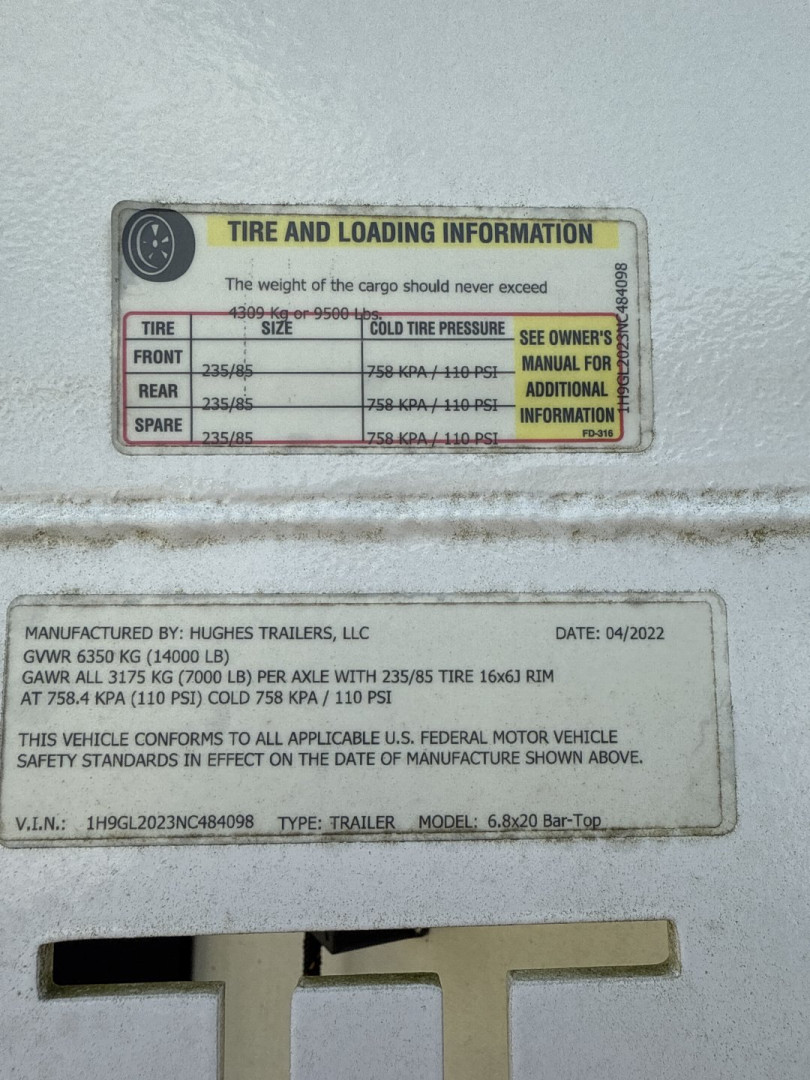 TIRE AND LOADING INFORMATION
The weight of the cargo should never exceed
4309 Kg or 9500 Lbs.
TIRE SIZE COLD TIRE PRESSURE
FRONT 235/85 758 KPA / 110 PSI
REAR 235/85 758 KPA / 110 PSI
SPARE 235/85 758 KPA / 110 PSI
SEE OWNER'S
MANUAL FOR
ADDITIONAL
INFORMATION
FD-316
1H9GL2023NC484098
MANUFACTURED BY: HUGHES TRAILERS, LLC DATE: 04/2022
GVWR 6350 KG (14000 LB)
GAWR ALL 3175 KG (7000 LB) PER AXLE WITH 235/85 TIRE 16x6J RIM
AT 758.4 KPA (110 PSI) COLD 758 KPA / 110 PSI
THIS VEHICLE CONFORMS TO ALL APPLICABLE U.S. FEDERAL MOTOR VEHICLE
SAFETY STANDARDS IN EFFECT ON THE DATE OF MANUFACTURE SHOWN ABOVE.
V.I.N.: 1H9GL2023NC484098 TYPE: TRAILER MODEL: 6.8x20 Bar-Top